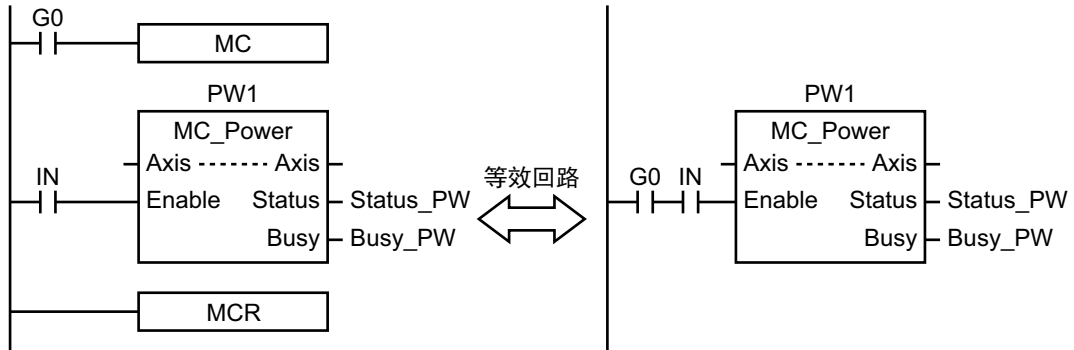 G0
MC
PW1
MC_Power
Axis Axis
IN
Enable Status Status_PW
Busy Busy_PW
MCR
等效回路
PW1
MC_Power
Axis Axis
G0 IN
Enable Status Status_PW
Busy Busy_PW